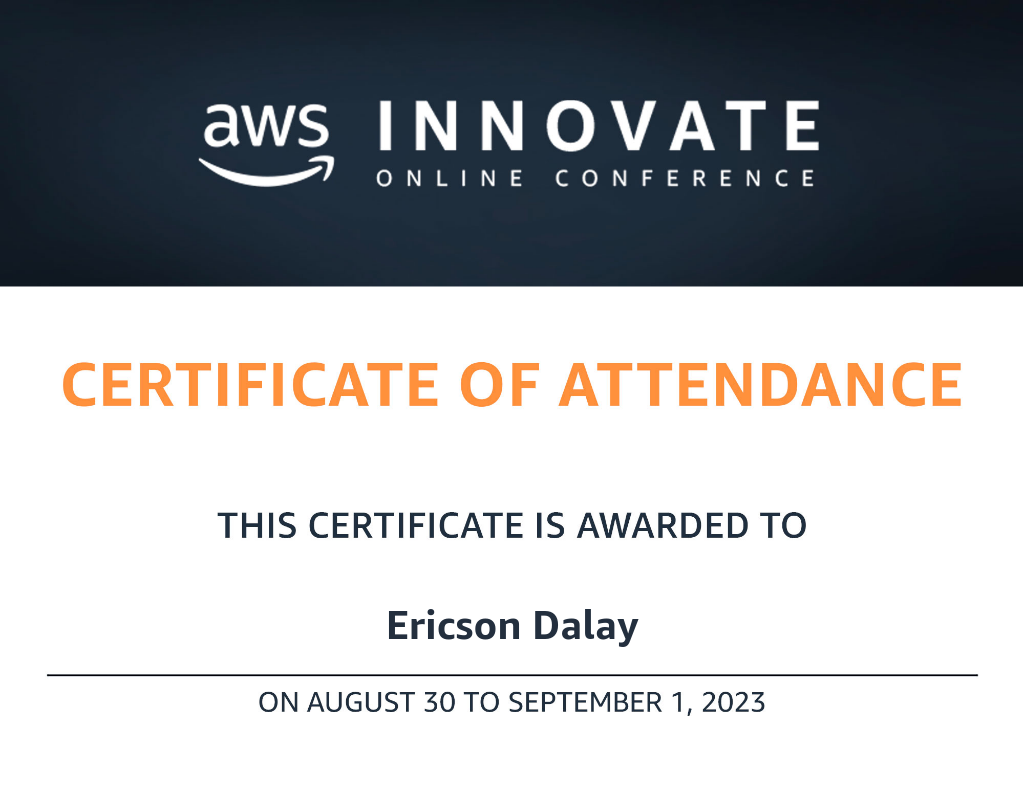 aws INNOVATE
ONLINE CONFERENCE
CERTIFICATE OF ATTENDANCE
THIS CERTIFICATE IS AWARDED TO
Ericson Dalay
ON AUGUST 30 TO SEPTEMBER 1, 2023